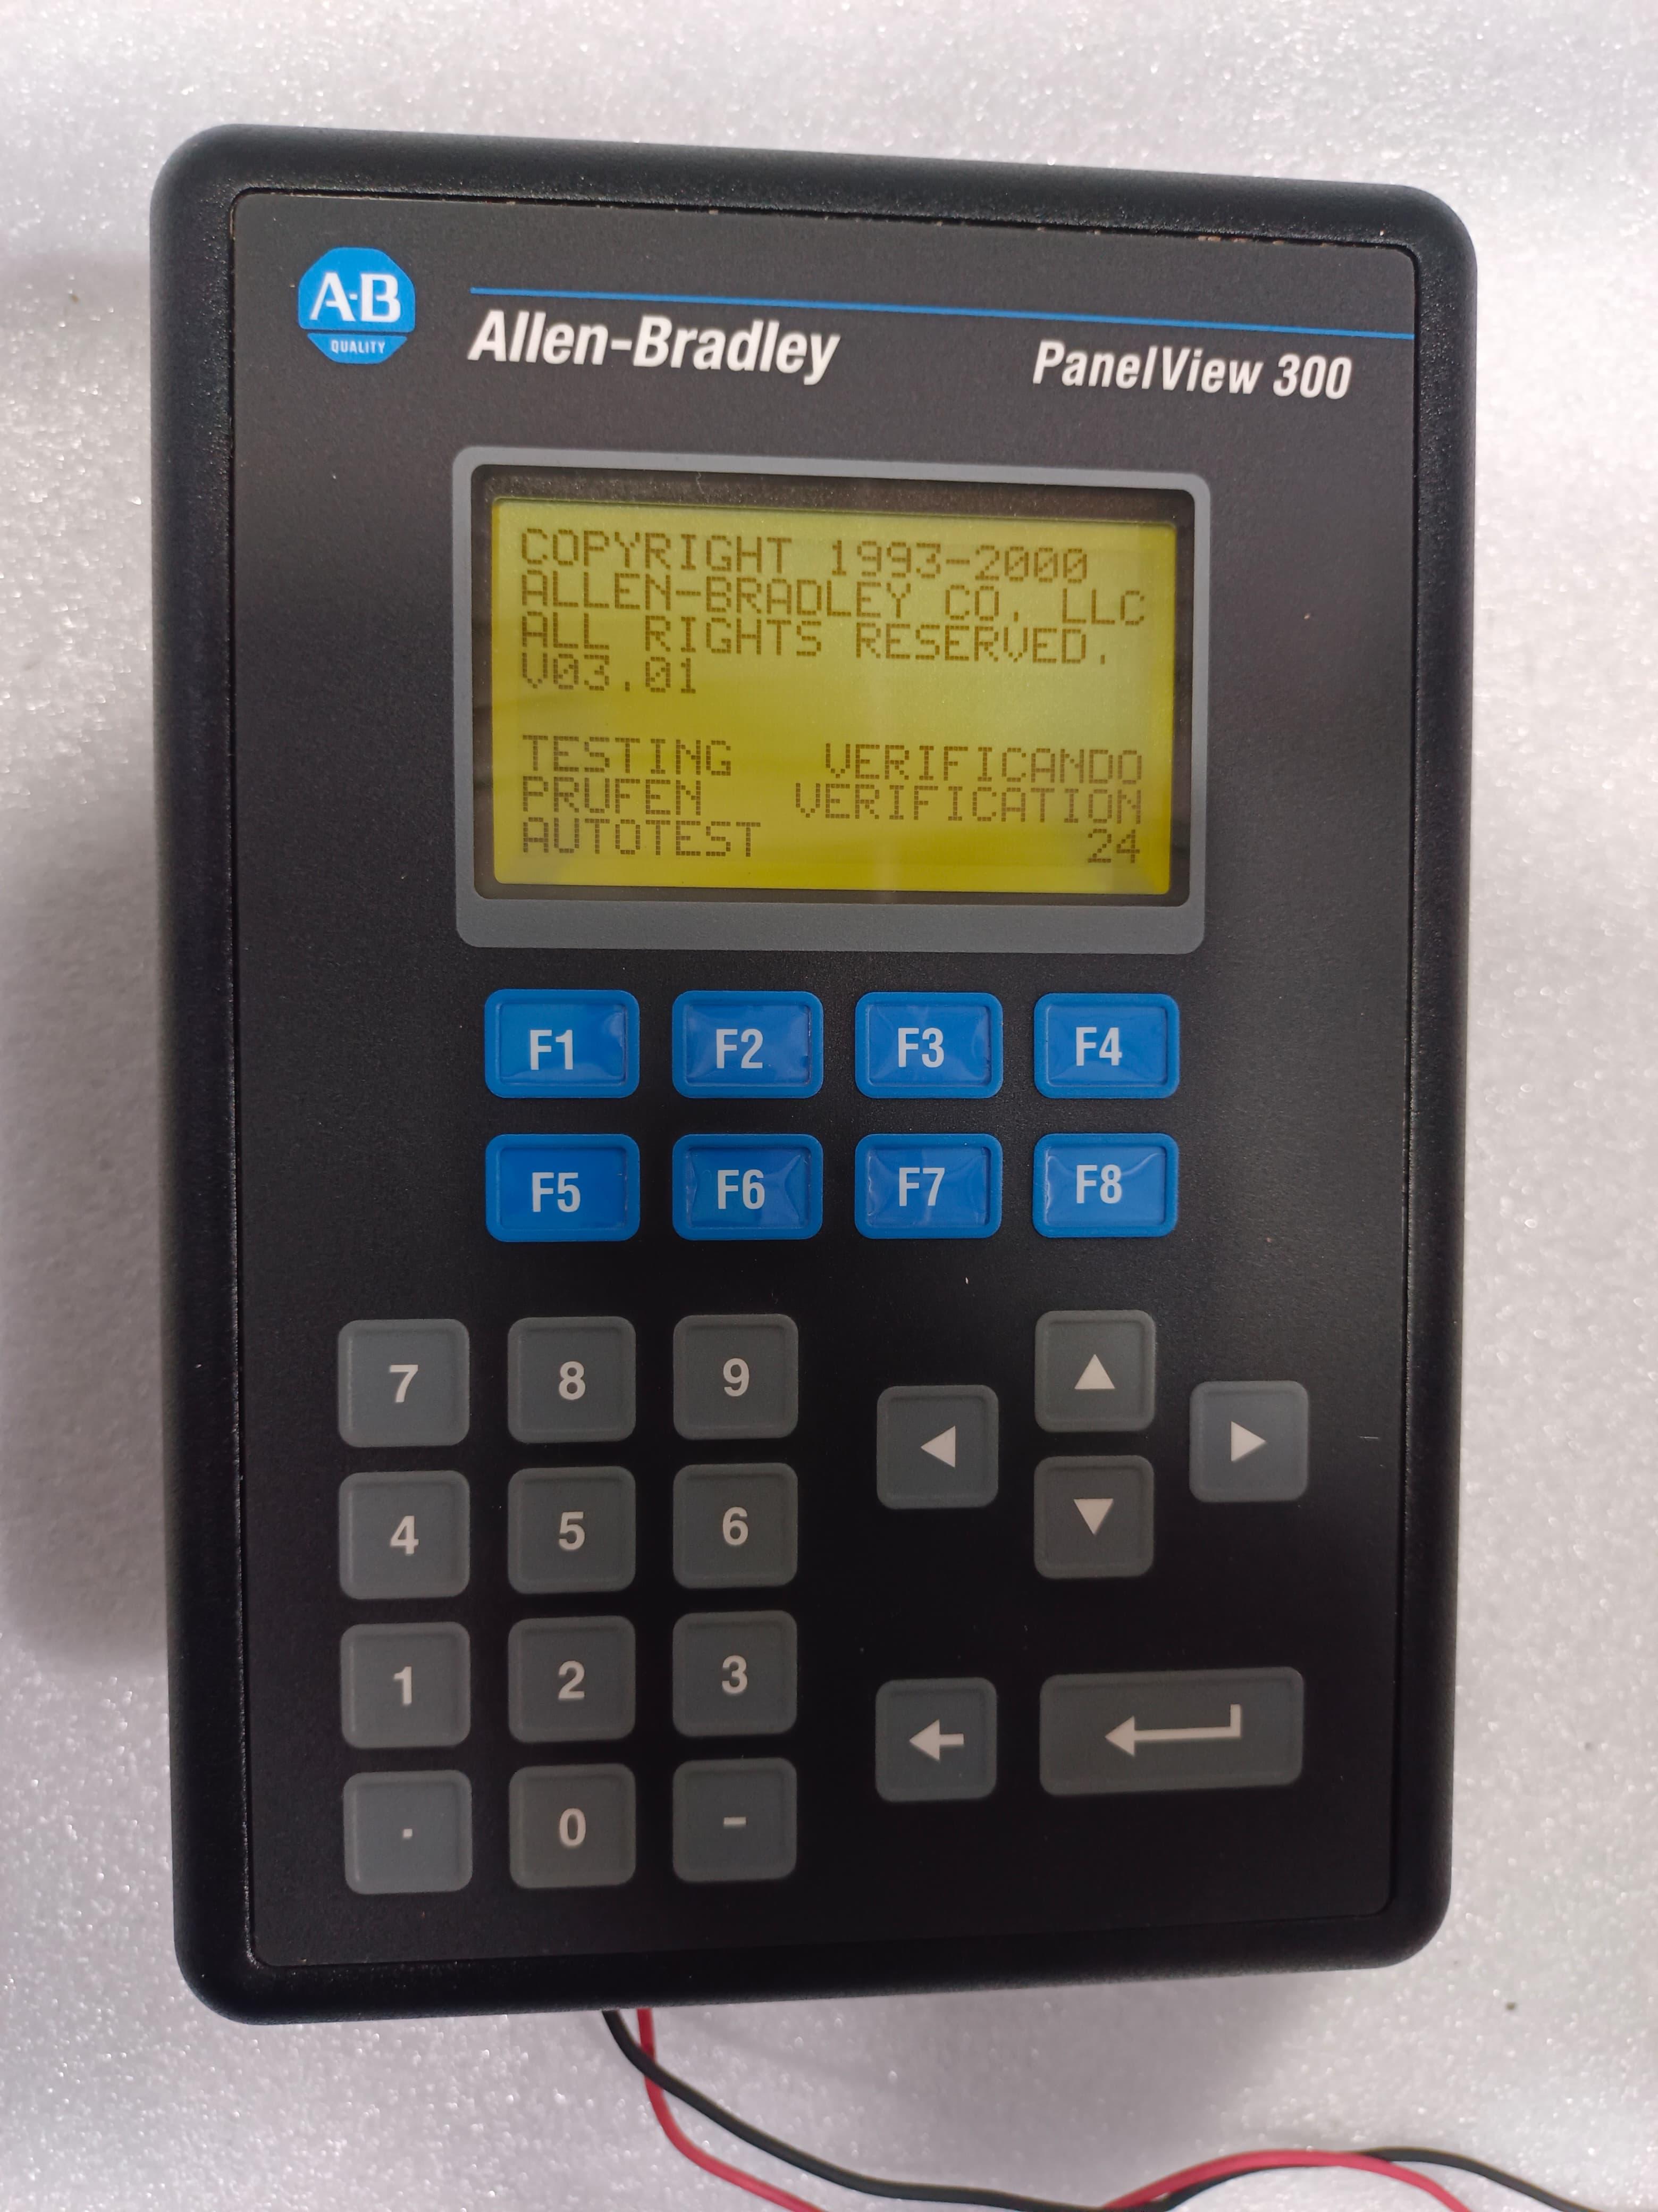 A-B
QUALITY
Allen-Bradley
PanelView 300
COPYRIGHT 1993-2000
ALLEN-BRADLEY CO. LLC
ALL RIGHTS RESERVED.
V03.01
TESTING VERIFICANDO
PRUFEN VERIFICATION
AUTOTEST 24
F1 F2 F3 F4
F5 F6 F7 F8
7 8 9
4 5 6
1 2 3
. 0 -